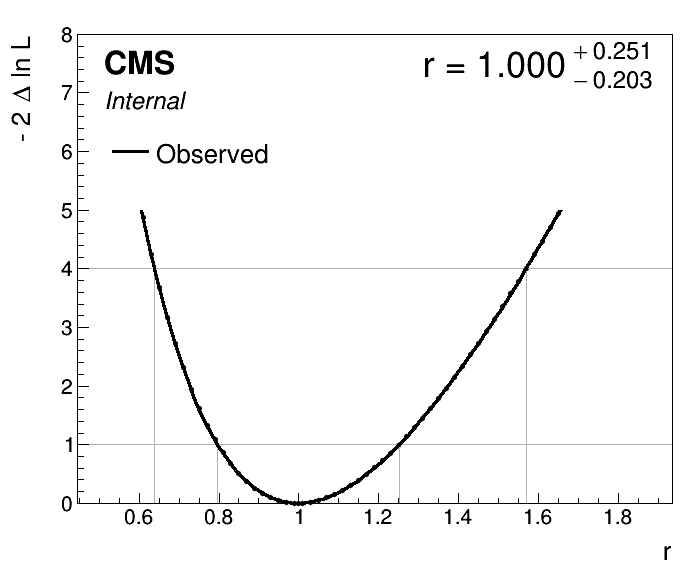 - 2 Δ ln L
8
7
6
5
4
3
2
1
0
CMS
Internal
Observed
r = 1.000 +0.251 −0.203
0.6 0.8 1 1.2 1.4 1.6 1.8
r